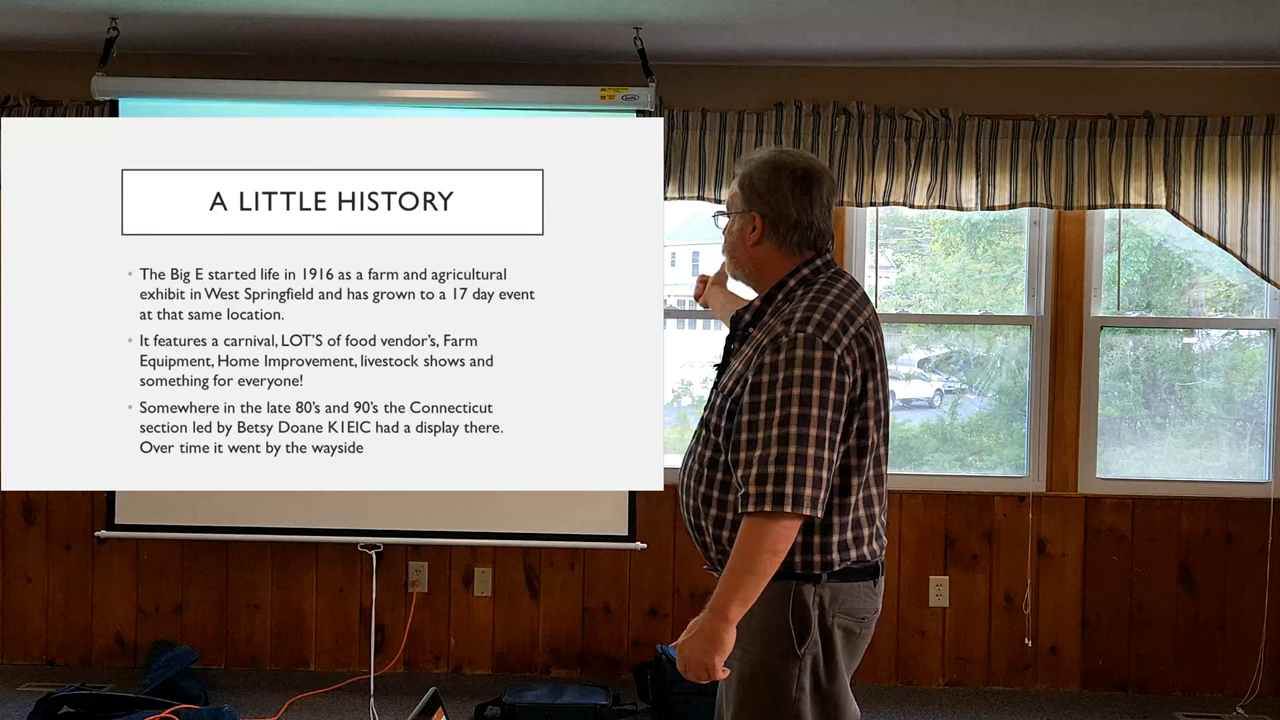 A LITTLE HISTORY
The Big E started life in 1916 as a farm and agricultural
exhibit in West Springfield and has grown to a 17 day event
at that same location.
It features a carnival, LOT'S of food vendor's, Farm
Equipment, Home Improvement, livestock shows and
something for everyone!
Somewhere in the late 80's and 90's the Connecticut
section led by Betsy Doane K1EIC had a display there.
Over time it went by the wayside